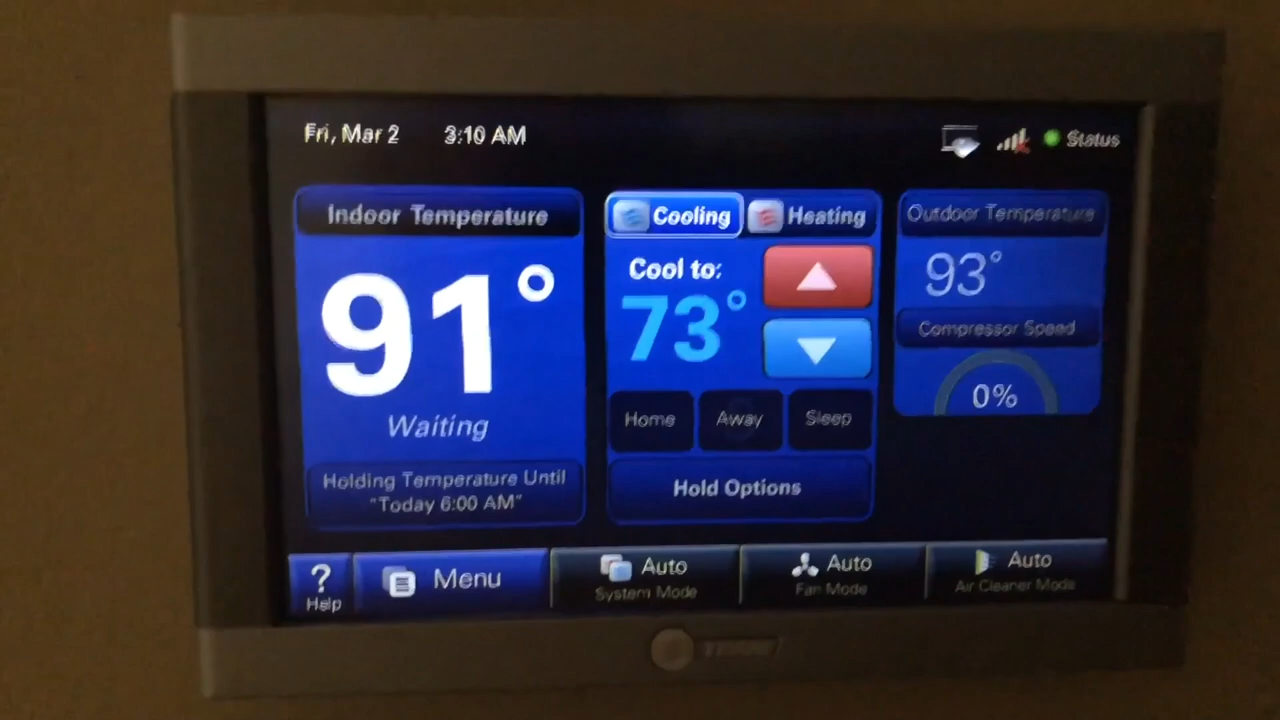 Fri, Mar 2 3:10 AM Status
Indoor Temperature
91°
Waiting
Holding Temperature Until
"Today 6:00 AM"
Cooling Heating
Cool to:
73°
Home Away Sleep
Hold Options
Outdoor Temperature
93°
Compressor Speed
0%
?
Help
Menu
Auto
System Mode
Auto
Fan Mode
Auto
Air Cleaner Mode